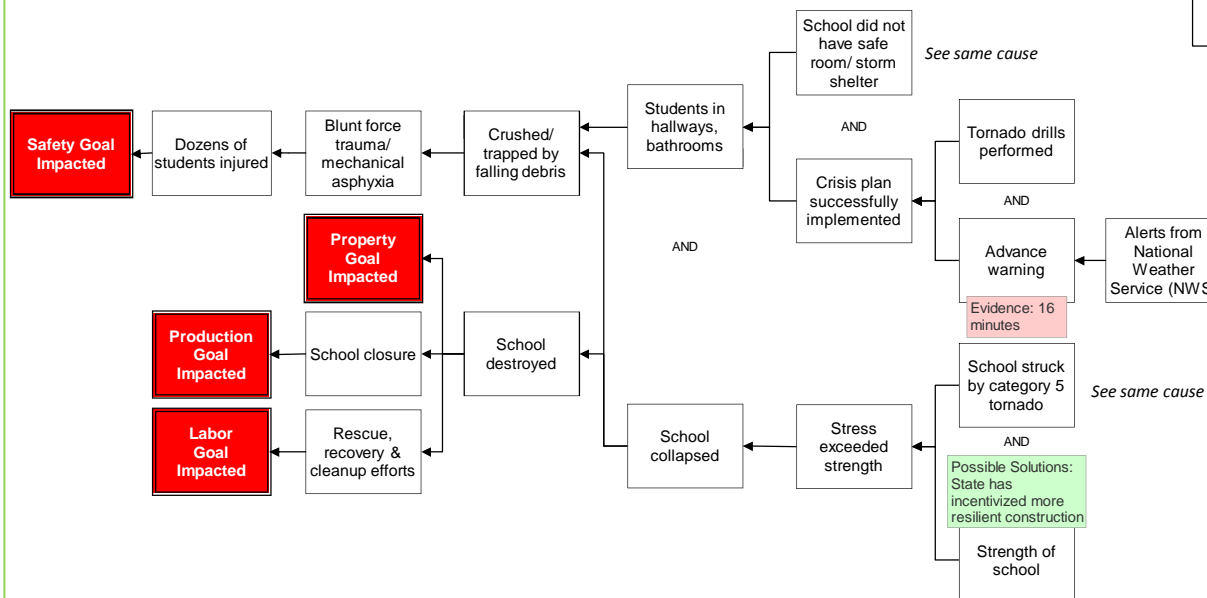 School did not
have safe
room/ storm
shelter
See same cause
AND
Students in
hallways,
bathrooms
Safety Goal
Impacted
Dozens of
students injured
Blunt force
trauma/
mechanical
asphyxia
Crushed/
trapped by
falling debris
Crisis plan
successfully
implemented
Tornado drills
performed
AND
Advance
warning
Alerts from
National
Weather
Service (NWS
Evidence: 16
minutes
AND
Property
Goal
Impacted
Production
Goal
Impacted
School closure
School
destroyed
Labor
Goal
Impacted
Rescue,
recovery &
cleanup efforts
School
collapsed
Stress
exceeded
strength
School struck
by category 5
tornado
See same cause
AND
Possible Solutions:
State has
incentivized more
resilient construction
Strength of
school